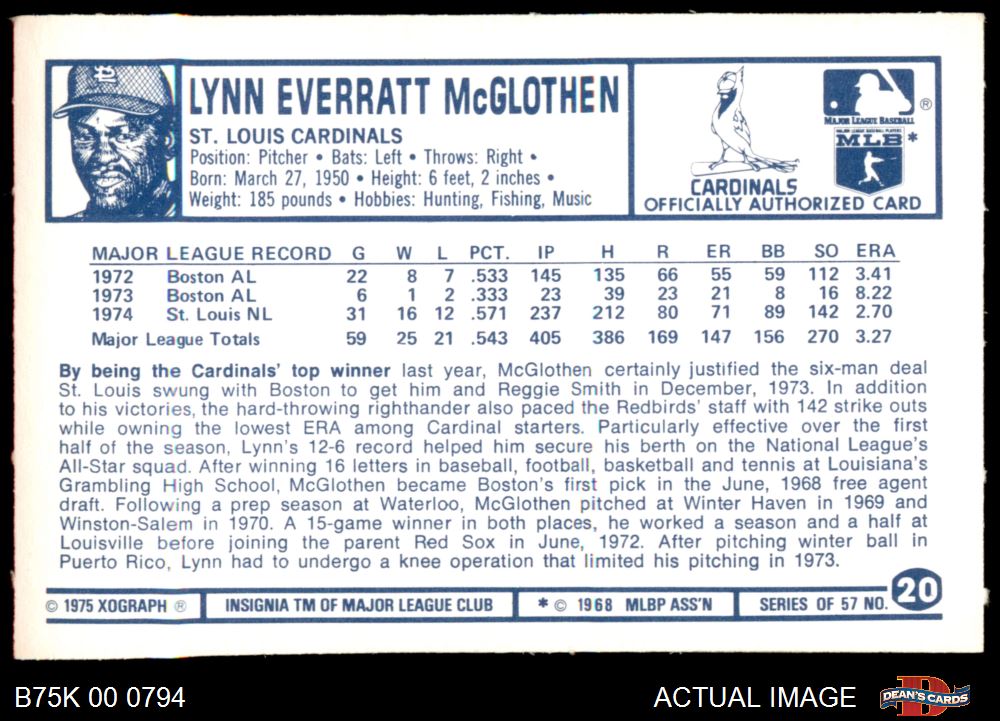 LYNN EVERRATT McGLOTHEN
ST. LOUIS CARDINALS
Position: Pitcher • Bats: Left • Throws: Right •
Born: March 27, 1950 • Height: 6 feet, 2 inches •
Weight: 185 pounds • Hobbies: Hunting, Fishing, Music
CARDINALS
OFFICIALLY AUTHORIZED CARD
®
MAJOR LEAGUE BASEBALL
MAJOR LEAGUE BASEBALL PLAYERS
MLB *
MAJOR LEAGUE RECORD G W L PCT. IP H R ER BB SO ERA
1972 Boston AL 22 8 7 .533 145 135 66 55 59 112 3.41
1973 Boston AL 6 1 2 .333 23 39 23 21 8 16 8.22
1974 St. Louis NL 31 16 12 .571 237 212 80 71 89 142 2.70
Major League Totals 59 25 21 .543 405 386 169 147 156 270 3.27
By being the Cardinals' top winner last year, McGlothen certainly justified the six-man deal
St. Louis swung with Boston to get him and Reggie Smith in December, 1973. In addition
to his victories, the hard-throwing righthander also paced the Redbirds' staff with 142 strike outs
while owning the lowest ERA among Cardinal starters. Particularly effective over the first
half of the season, Lynn's 12-6 record helped him secure his berth on the National League's
All-Star squad. After winning 16 letters in baseball, football, basketball and tennis at Louisiana's
Grambling High School, McGlothen became Boston's first pick in the June, 1968 free agent
draft. Following a prep season at Waterloo, McGlothen pitched at Winter Haven in 1969 and
Winston-Salem in 1970. A 15-game winner in both places, he worked a season and a half at
Louisville before joining the parent Red Sox in June, 1972. After pitching winter ball in
Puerto Rico, Lynn had to undergo a knee operation that limited his pitching in 1973.
© 1975 XOGRAPH ® INSIGNIA TM OF MAJOR LEAGUE CLUB * © 1968 MLBP ASS'N SERIES OF 57 NO. 20
B75K 00 0794 ACTUAL IMAGE DEAN'S CARDS